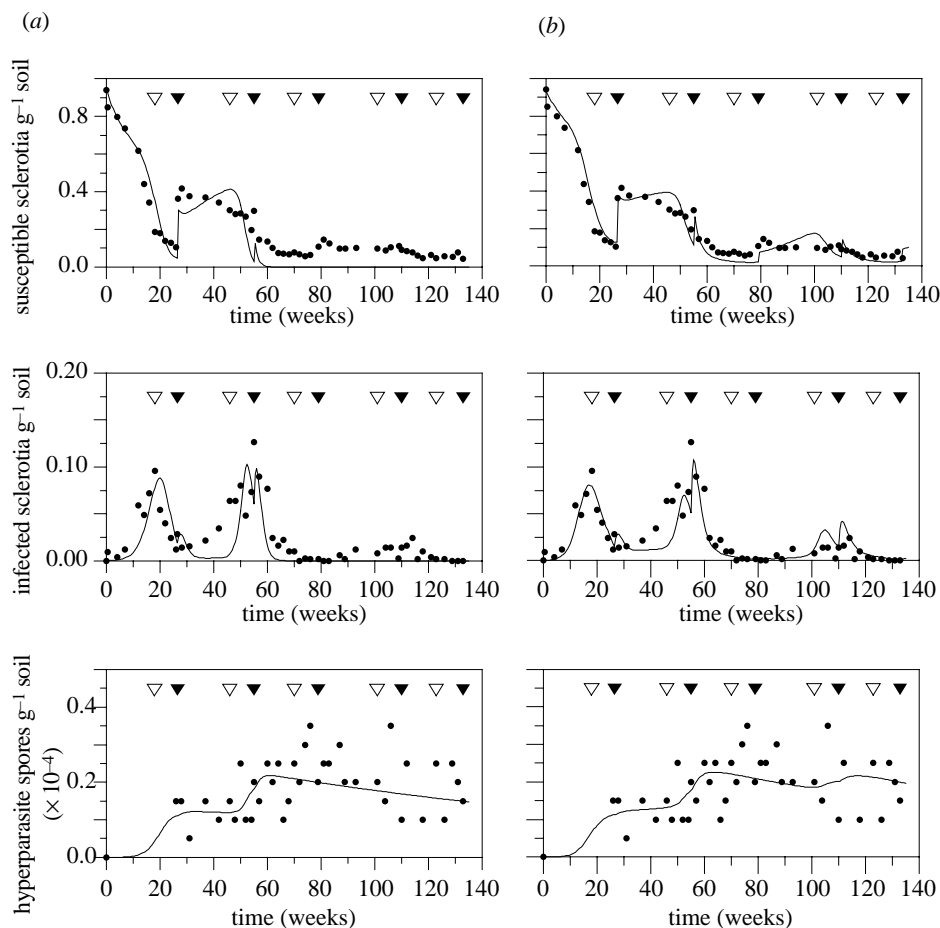 (a)
(b)
susceptible sclerotia g⁻¹ soil
0.8
0.4
0.0
0 20 40 60 80 100 120 140
time (weeks)
0 20 40 60 80 100 120 140
time (weeks)
infected sclerotia g⁻¹ soil
0.20
0.10
0.00
0 20 40 60 80 100 120 140
time (weeks)
0 20 40 60 80 100 120 140
time (weeks)
hyperparasite spores g⁻¹ soil
(× 10⁻⁴)
0.4
0.2
0.0
0 20 40 60 80 100 120 140
time (weeks)
0 20 40 60 80 100 120 140
time (weeks)